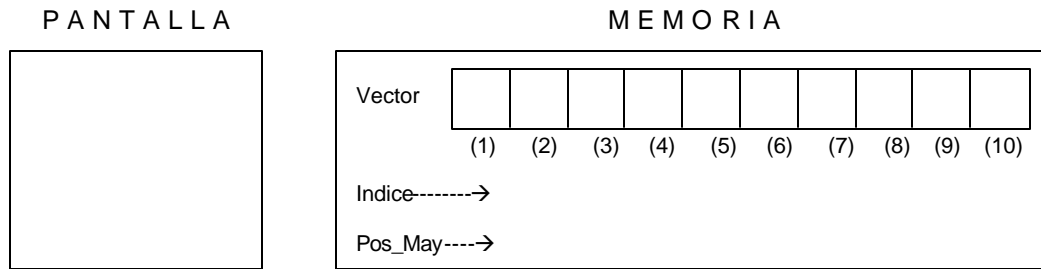 P A N T A L L A
M E M O R I A
Vector
(1) (2) (3) (4) (5) (6) (7) (8) (9) (10)
Indice--------→
Pos_May----→